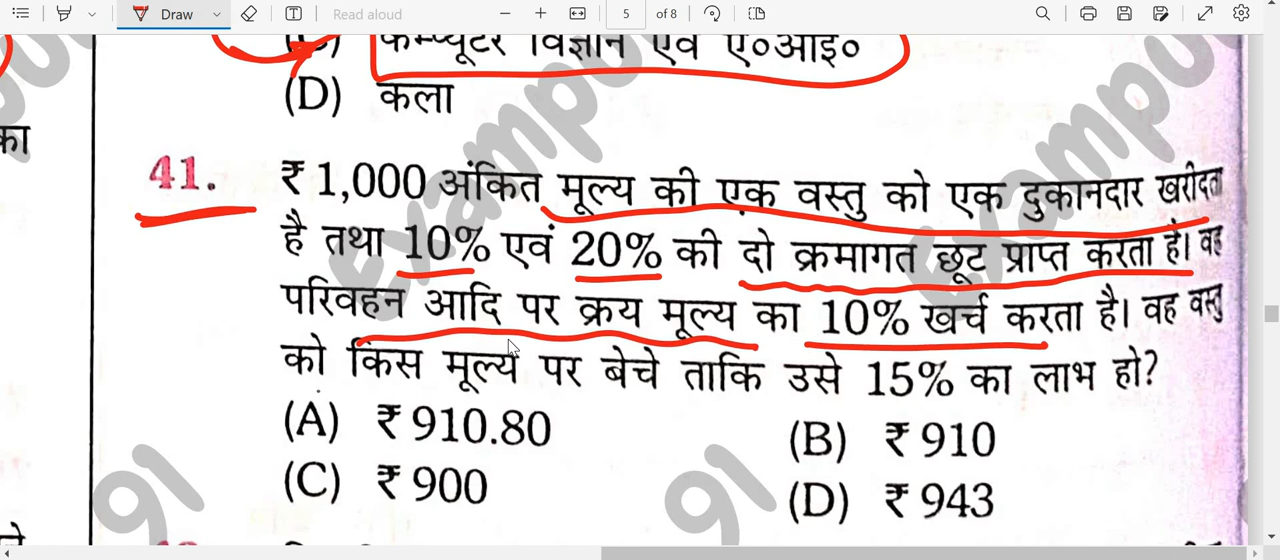 Draw
Read aloud
5 of 8
(C) कम्प्यूटर विज्ञान एवं ए०आई०
(D) कला
का
41. ₹ 1,000 अंकित मूल्य की एक वस्तु को एक दुकानदार खरीदता
है तथा 10% एवं 20% की दो क्रमागत छूट प्राप्त करता है। वह
परिवहन आदि पर क्रय मूल्य का 10% खर्च करता है। वह वस्तु
को किस मूल्य पर बेचे ताकि उसे 15% का लाभ हो?
(A) ₹ 910.80
(B) ₹ 910
(C) ₹ 900
(D) ₹ 943